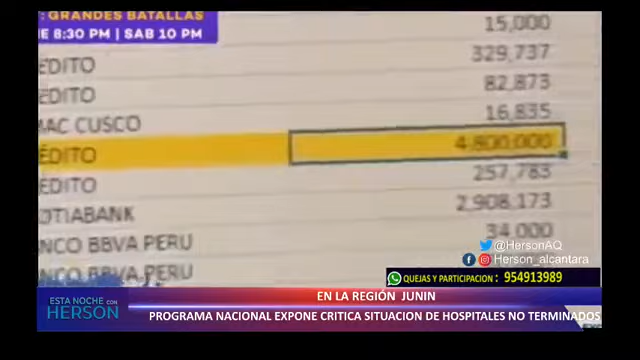 : GRANDES BATALLAS
IE 8:30 PM | SAB 10 PM
15,000
ÉDITO 329,737
ÉDITO 82,873
MAC CUSCO 16,835
ÉDITO 4,800,000
ÉDITO 257,783
OTIABANK 2,908,173
ANCO BBVA PERU 34,000
NCO BBVA PERU
@HersonAQ
Herson_alcantara
QUEJAS Y PARTICIPACION : 954913989
ESTA NOCHE CON
HERSON
EN LA REGIÓN JUNIN
PROGRAMA NACIONAL EXPONE CRITICA SITUACION DE HOSPITALES NO TERMINADOS